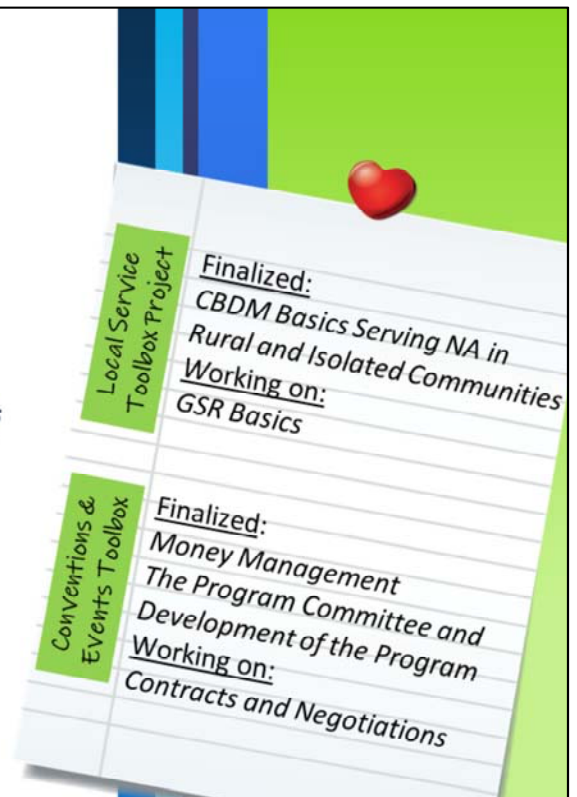 Local Service
Toolbox Project
Finalized:
CBDM Basics Serving NA in
Rural and Isolated Communities
Working on:
GSR Basics
Conventions &
Events Toolbox
Finalized:
Money Management
The Program Committee and
Development of the Program
Working on:
Contracts and Negotiations